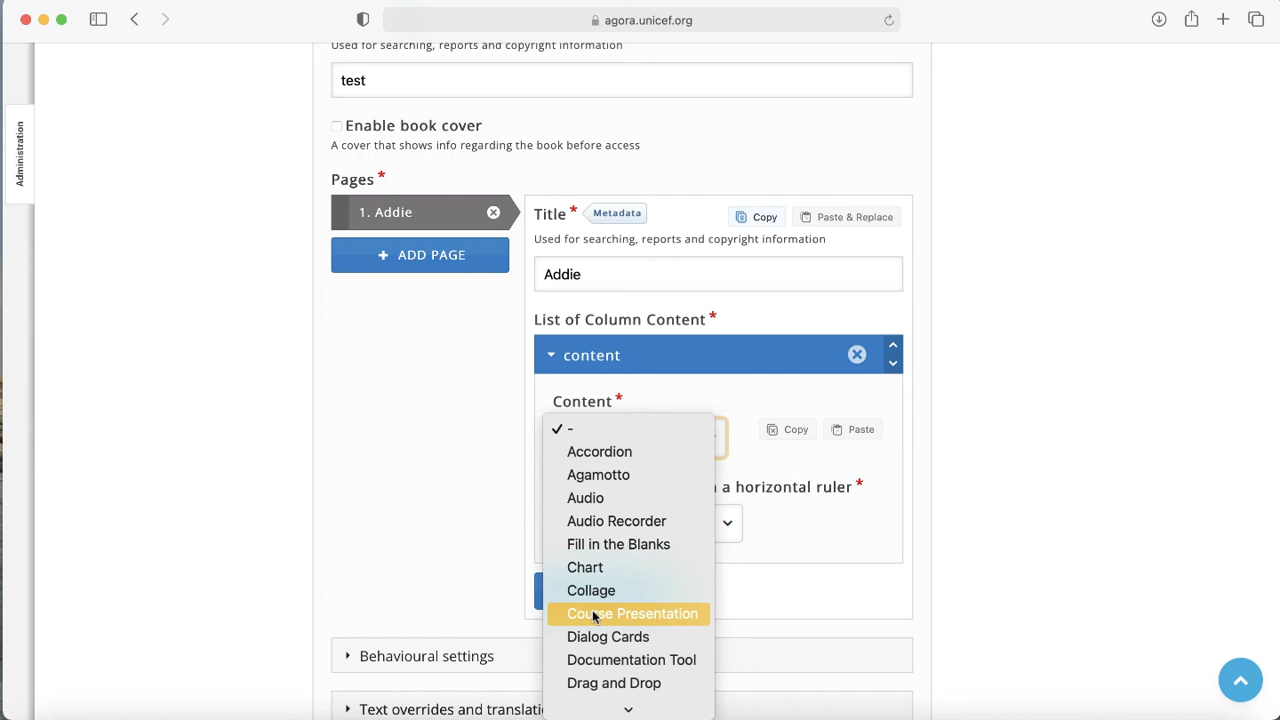 agora.unicef.org
Administration
Used for searching, reports and copyright information
test
Enable book cover
A cover that shows info regarding the book before access
Pages *
1. Addie
+ ADD PAGE
Title * Metadata Copy Paste & Replace
Used for searching, reports and copyright information
Addie
List of Column Content *
content
Content *
Copy Paste
✓ -
Accordion
Agamotto
Audio
a horizontal ruler *
Audio Recorder
Fill in the Blanks
Chart
Collage
Course Presentation
Dialog Cards
Documentation Tool
Drag and Drop
Behavioural settings
Text overrides and